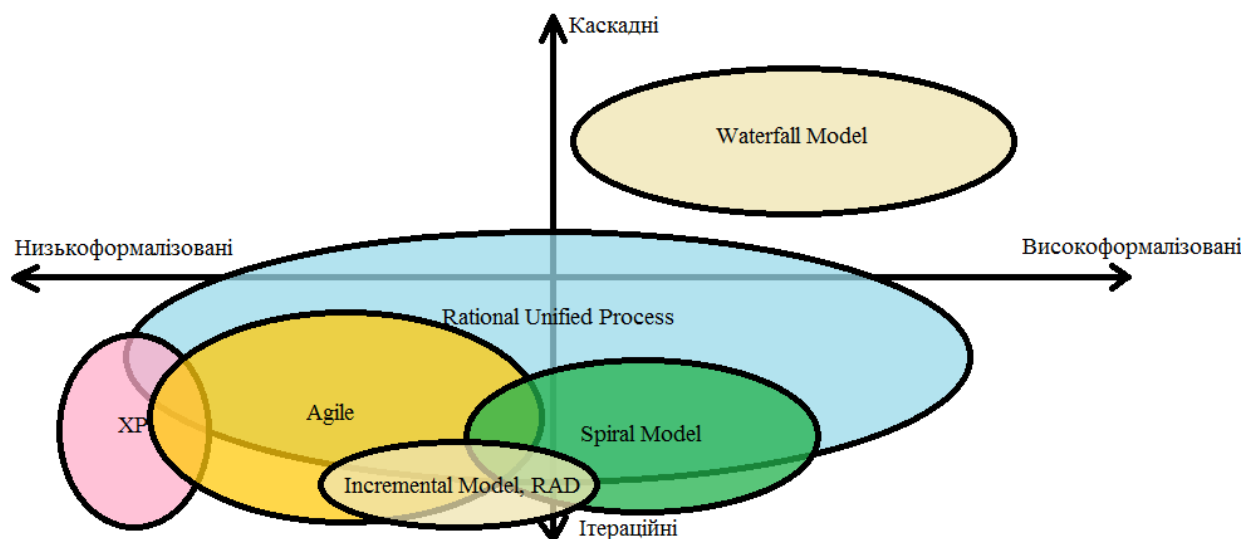 Каскадні
Waterfall Model
Низькоформалізовані
Високоформалізовані
Rational Unified Process
XP
Agile
Spiral Model
Incremental Model, RAD
Ітераційні